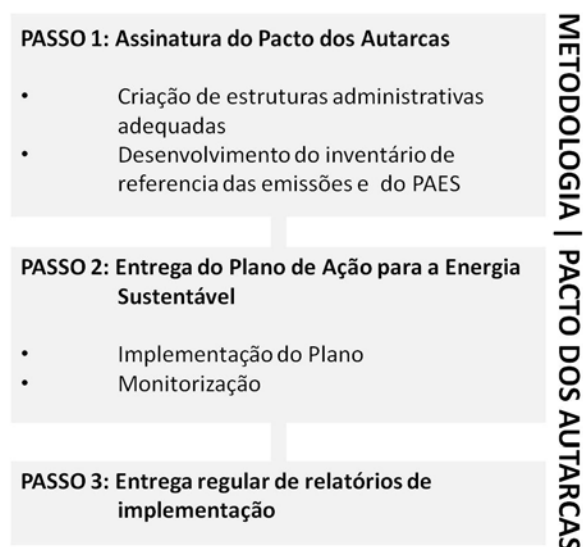 PASSO 1: Assinatura do Pacto dos Autarcas
• Criação de estruturas administrativas
adequadas
• Desenvolvimento do inventário de
referencia das emissões e do PAES
PASSO 2: Entrega do Plano de Ação para a Energia
Sustentável
• Implementação do Plano
• Monitorização
PASSO 3: Entrega regular de relatórios de
implementação
METODOLOGIA | PACTO DOS AUTARCAS